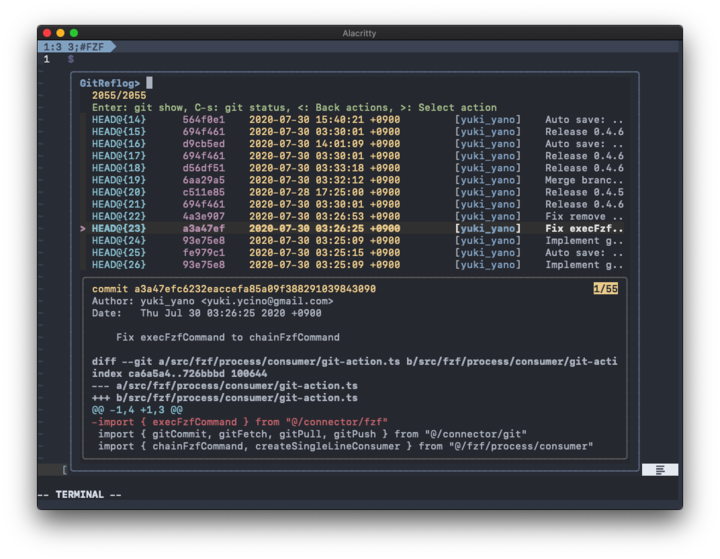 Alacritty
1:3 3;#FZF
1 $
GitReflog>
2055/2055
Enter: git show, C-s: git status, <: Back actions, >: Select action
HEAD@{14} 564f0e1 2020-07-30 15:40:21 +0900 [yuki_yano] Auto save: ..
HEAD@{15} 694f461 2020-07-30 03:30:01 +0900 [yuki_yano] Release 0.4.6
HEAD@{16} d9cb5ed 2020-07-30 14:01:09 +0900 [yuki_yano] Auto save: ..
HEAD@{17} 694f461 2020-07-30 03:30:01 +0900 [yuki_yano] Release 0.4.6
HEAD@{18} d56df51 2020-07-30 03:33:18 +0900 [yuki_yano] Release 0.4.6
HEAD@{19} 6aa29a5 2020-07-30 03:32:12 +0900 [yuki_yano] Merge branc..
HEAD@{20} c511e85 2020-07-28 17:25:00 +0900 [yuki_yano] Release 0.4.5
HEAD@{21} 694f461 2020-07-30 03:30:01 +0900 [yuki_yano] Release 0.4.6
HEAD@{22} 4a3e907 2020-07-30 03:26:53 +0900 [yuki_yano] Fix remove ..
> HEAD@{23} a3a47ef 2020-07-30 03:26:25 +0900 [yuki_yano] Fix execFzf..
HEAD@{24} 93e75e8 2020-07-30 03:25:09 +0900 [yuki_yano] Implement g..
HEAD@{25} fe979c1 2020-07-30 03:25:15 +0900 [yuki_yano] Auto save: ..
HEAD@{26} 93e75e8 2020-07-30 03:25:09 +0900 [yuki_yano] Implement g..
commit a3a47efc6232eaccefa85a09f388291039843090 1/55
Author: yuki_yano <yuki.ycino@gmail.com>
Date: Thu Jul 30 03:26:25 2020 +0900
Fix execFzfCommand to chainFzfCommand
diff --git a/src/fzf/process/consumer/git-action.ts b/src/fzf/process/consumer/git-acti
index ca6a5a4..726bbbd 100644
--- a/src/fzf/process/consumer/git-action.ts
+++ b/src/fzf/process/consumer/git-action.ts
@@ -1,4 +1,3 @@
-import { execFzfCommand } from "@/connector/fzf"
import { gitCommit, gitFetch, gitPull, gitPush } from "@/connector/git"
import { chainFzfCommand, createSingleLineConsumer } from "@/fzf/process/consumer"
[
-- TERMINAL --